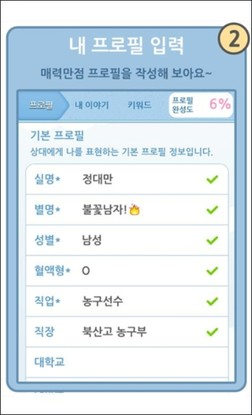 내 프로필 입력
2
매력만점 프로필을 작성해 보아요~
프로필 내 이야기 키워드 프로필 완성도 6%
기본 프로필
상대에게 나를 표현하는 기본 프로필 정보입니다.
실명* 정대만
별명* 불꽃남자!🔥
성별* 남성
혈액형* O
직업* 농구선수
직장 북산고 농구부
대학교